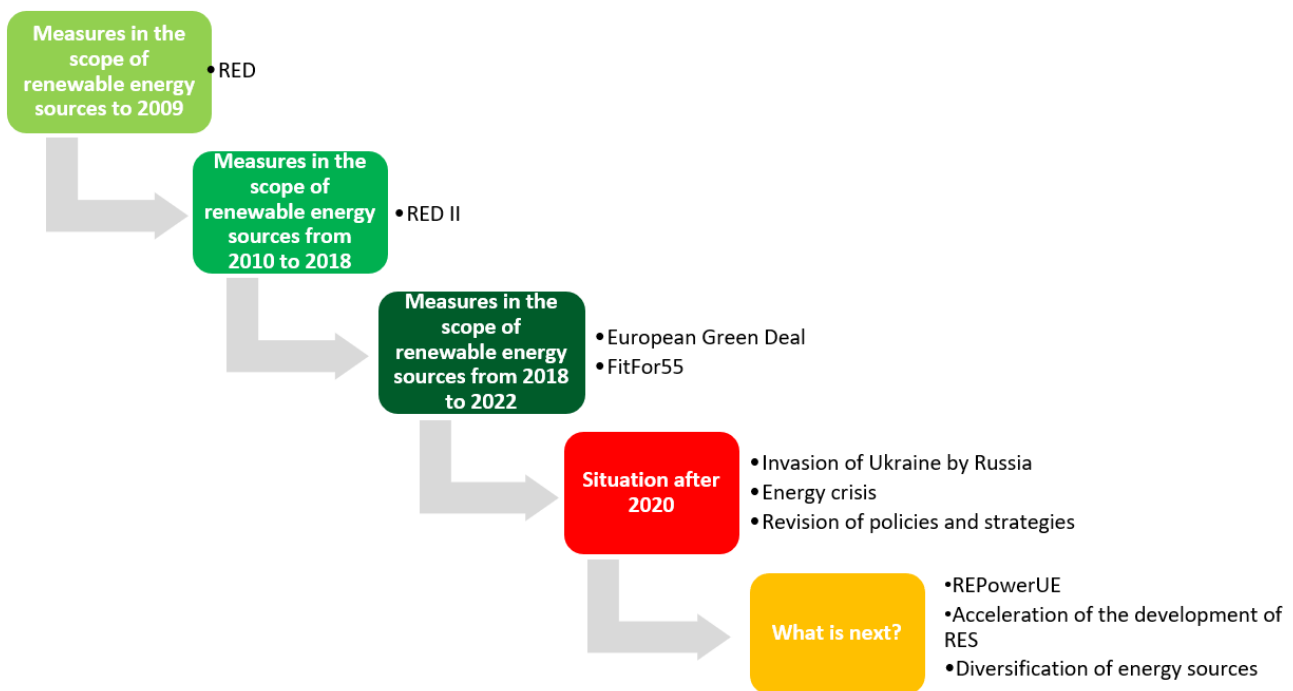 Measures in the
scope of
renewable energy
sources to 2009
•RED
Measures in the
scope of
renewable energy
sources from
2010 to 2018
•RED II
Measures in the
scope of
renewable energy
sources from 2018
to 2022
•European Green Deal
•FitFor55
Situation after
2020
•Invasion of Ukraine by Russia
•Energy crisis
•Revision of policies and strategies
What is next?
•REPowerUE
•Acceleration of the development of
RES
•Diversification of energy sources